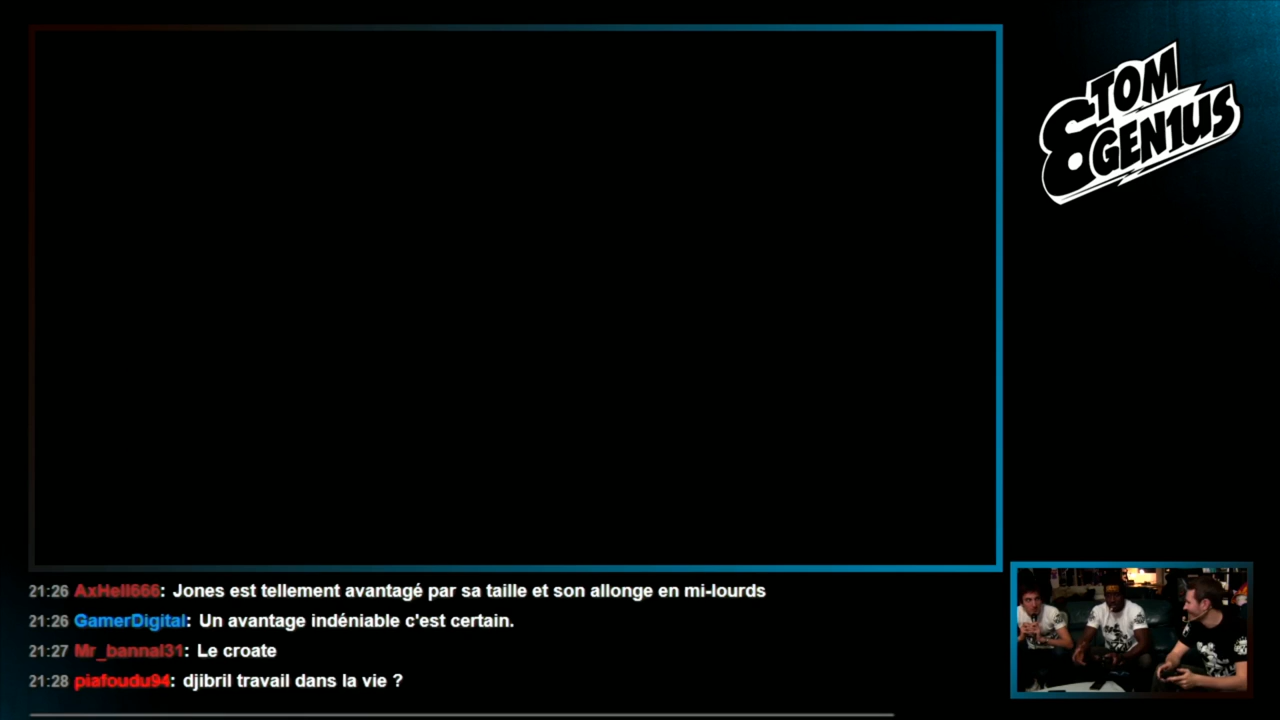 TOM
& GEN1US
21:26 AxHell666: Jones est tellement avantagé par sa taille et son allonge en mi-lourds
21:26 GamerDigital: Un avantage indéniable c'est certain.
21:27 Mr_bannal31: Le croate
21:28 piafoudu94: djibril travail dans la vie ?